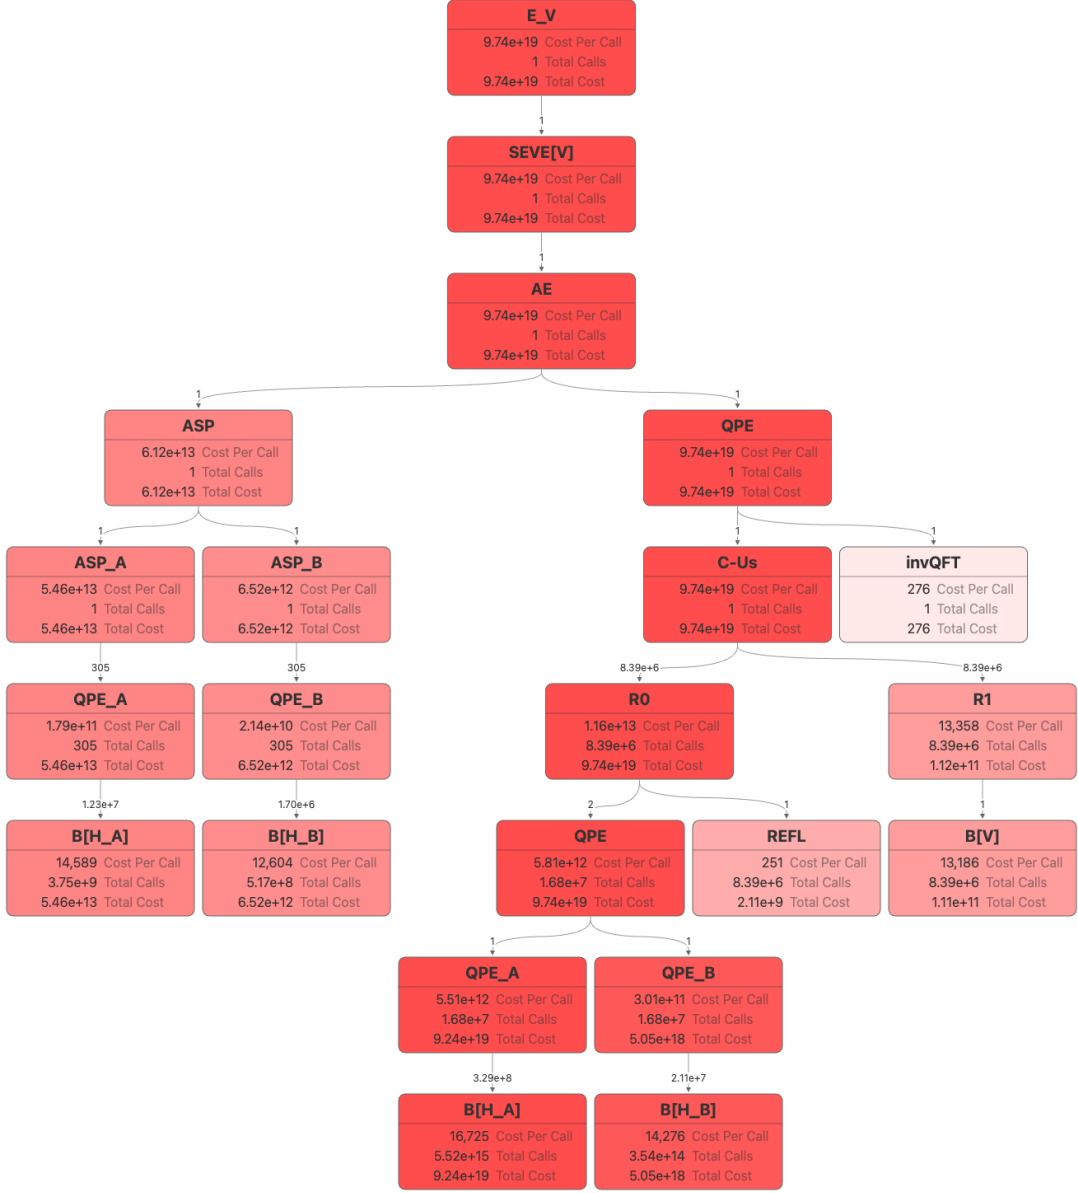 E_V
9.74e+19 Cost Per Call
1 Total Calls
9.74e+19 Total Cost
1
SEVE[V]
9.74e+19 Cost Per Call
1 Total Calls
9.74e+19 Total Cost
1
AE
9.74e+19 Cost Per Call
1 Total Calls
9.74e+19 Total Cost
1
1
ASP
6.12e+13 Cost Per Call
1 Total Calls
6.12e+13 Total Cost
QPE
9.74e+19 Cost Per Call
1 Total Calls
9.74e+19 Total Cost
1
1
1
1
ASP_A
5.46e+13 Cost Per Call
1 Total Calls
5.46e+13 Total Cost
ASP_B
6.52e+12 Cost Per Call
1 Total Calls
6.52e+12 Total Cost
C-Us
9.74e+19 Cost Per Call
1 Total Calls
9.74e+19 Total Cost
invQFT
276 Cost Per Call
1 Total Calls
276 Total Cost
305
305
8.39e+6
8.39e+6
QPE_A
1.79e+11 Cost Per Call
305 Total Calls
5.46e+13 Total Cost
QPE_B
2.14e+10 Cost Per Call
305 Total Calls
6.52e+12 Total Cost
R0
1.16e+13 Cost Per Call
8.39e+6 Total Calls
9.74e+19 Total Cost
R1
13,358 Cost Per Call
8.39e+6 Total Calls
1.12e+11 Total Cost
1.23e+7
1.70e+6
2
1
1
B[H_A]
14,589 Cost Per Call
3.75e+9 Total Calls
5.46e+13 Total Cost
B[H_B]
12,604 Cost Per Call
5.17e+8 Total Calls
6.52e+12 Total Cost
QPE
5.81e+12 Cost Per Call
1.68e+7 Total Calls
9.74e+19 Total Cost
REFL
251 Cost Per Call
8.39e+6 Total Calls
2.11e+9 Total Cost
B[V]
13,186 Cost Per Call
8.39e+6 Total Calls
1.11e+11 Total Cost
1
1
QPE_A
5.51e+12 Cost Per Call
1.68e+7 Total Calls
9.24e+19 Total Cost
QPE_B
3.01e+11 Cost Per Call
1.68e+7 Total Calls
5.05e+18 Total Cost
3.29e+8
2.11e+7
B[H_A]
16,725 Cost Per Call
5.52e+15 Total Calls
9.24e+19 Total Cost
B[H_B]
14,276 Cost Per Call
3.54e+14 Total Calls
5.05e+18 Total Cost